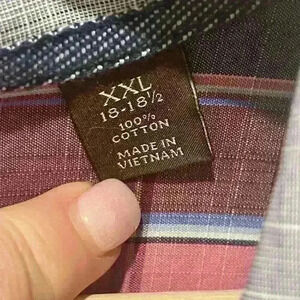 XXL
18-18½
100%
COTTON
MADE IN
VIETNAM